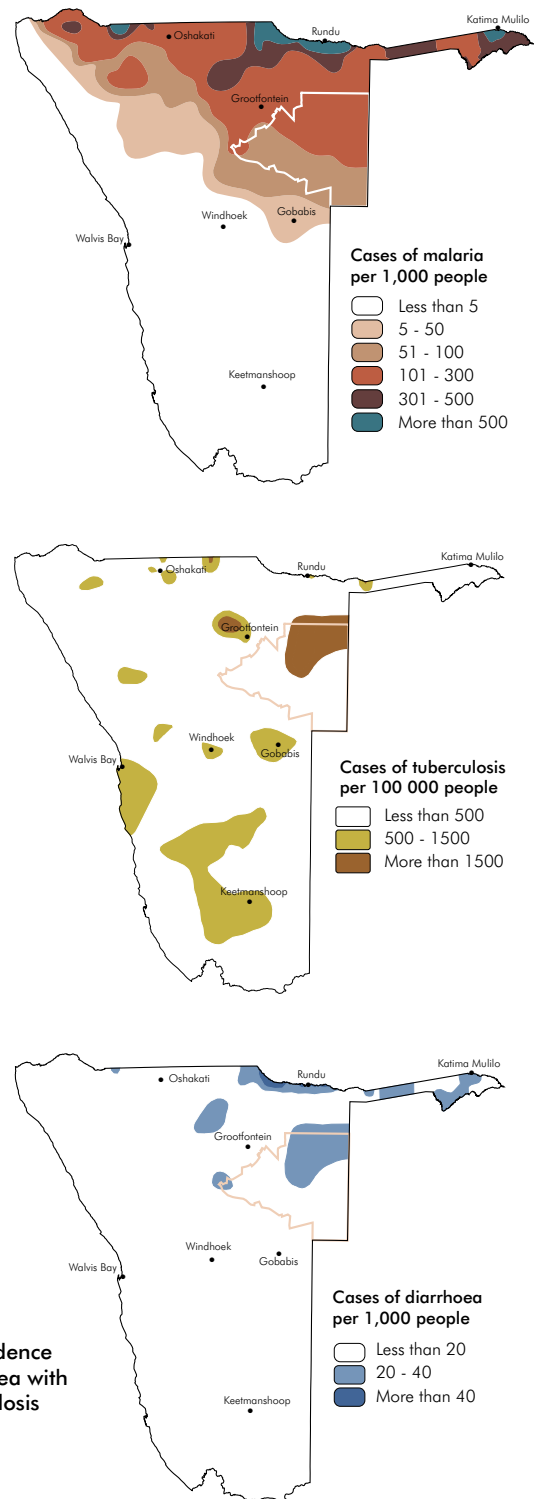 Katima Mulilo
Oshakati
Rundu
Grootfontein
Windhoek
Gobabis
Walvis Bay
Keetmanshoop
Cases of malaria
per 1,000 people
Less than 5
5 - 50
51 - 100
101 - 300
301 - 500
More than 500
Katima Mulilo
Oshakati
Rundu
Grootfontein
Windhoek
Gobabis
Walvis Bay
Keetmanshoop
Cases of tuberculosis
per 100 000 people
Less than 500
500 - 1500
More than 1500
Katima Mulilo
Oshakati
Rundu
Grootfontein
Windhoek
Gobabis
Walvis Bay
Keetmanshoop
Cases of diarrhoea
per 1,000 people
Less than 20
20 - 40
More than 40
with